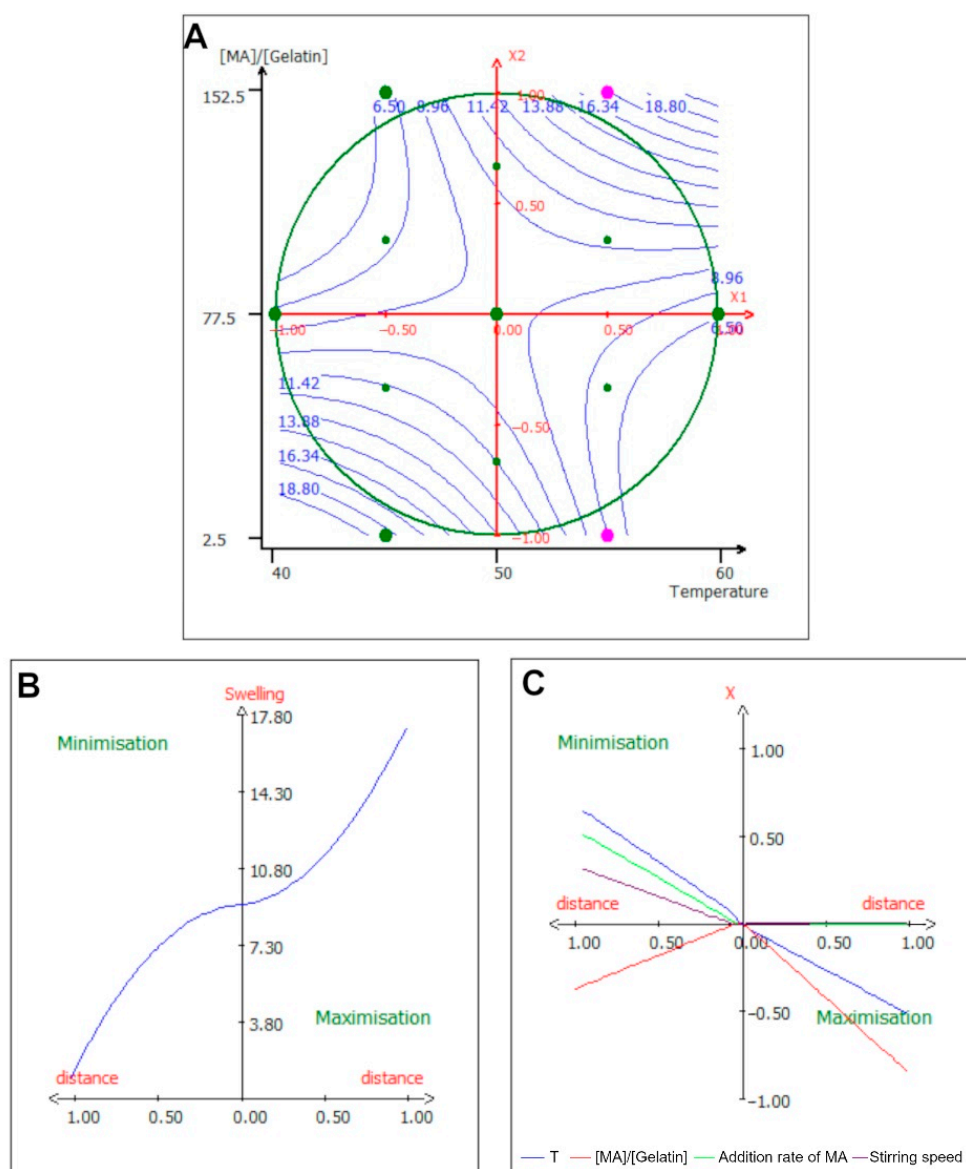 A
[MA]/[Gelatin]
X2
152.5
1.00
6.50 8.96 11.42 13.88 16.34 18.80
0.50
8.96
X1
77.5
−1.00 −0.50 0.00 0.50 1.00
6.50
11.42
13.88
−0.50
16.34
18.80
2.5
−1.00
40 50 60
Temperature
B
Swelling
17.80
Minimisation
14.30
10.80
7.30
3.80
Maximisation
distance distance
1.00 0.50 0.00 0.50 1.00
C
X
Minimisation
1.00
0.50
distance distance
1.00 0.50 0.00 0.50 1.00
−0.50
Maximisation
−1.00
T [MA]/[Gelatin] Addition rate of MA Stirring speed